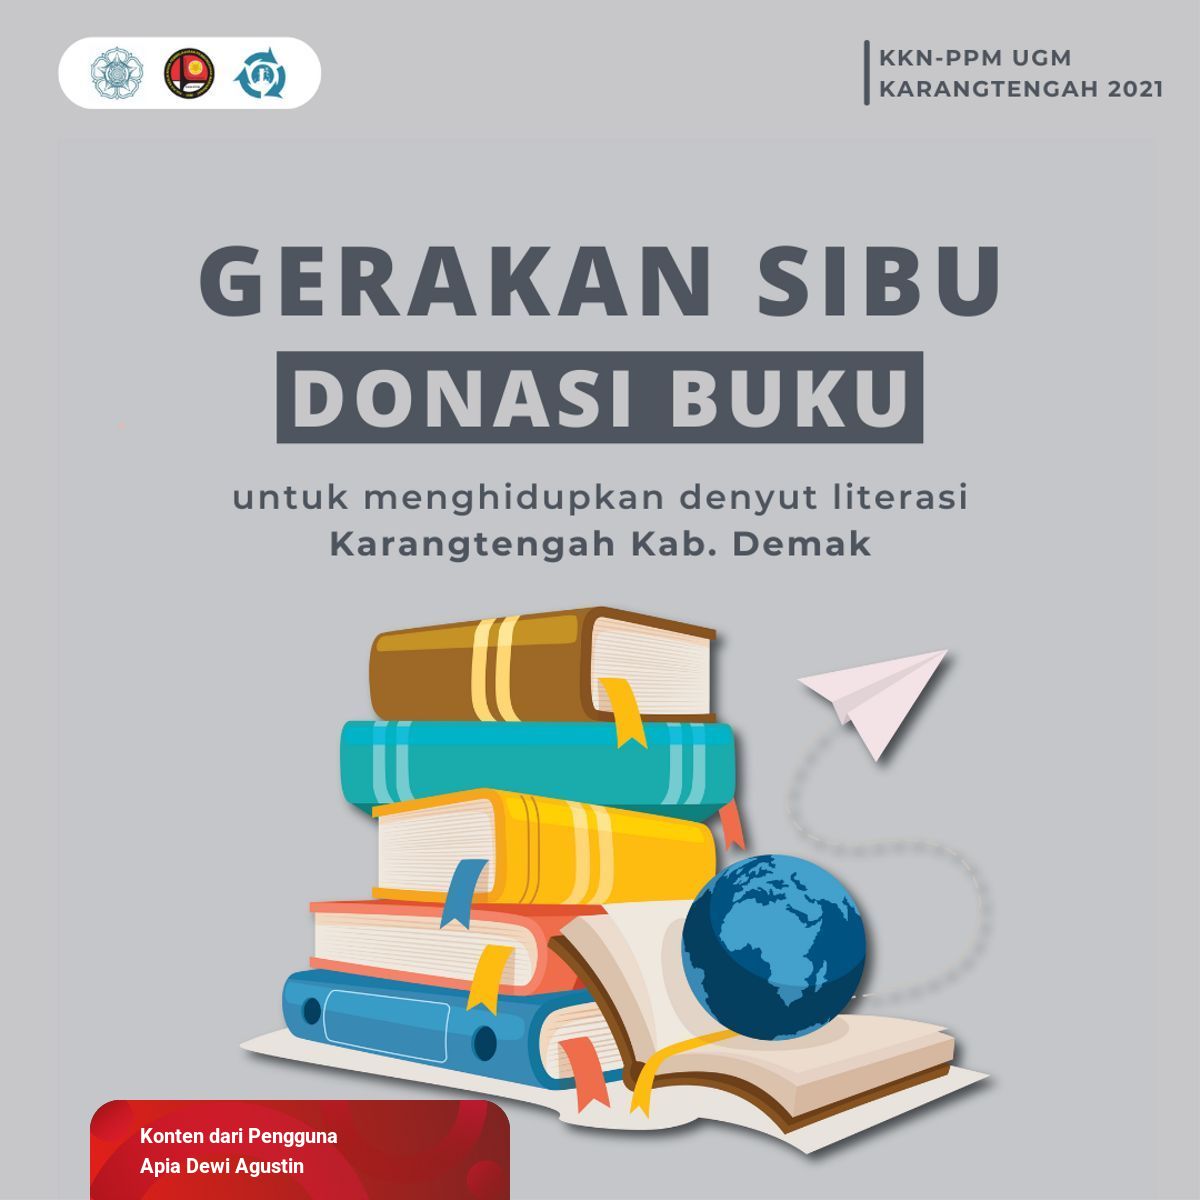 KKN-PPM UGM
KARANGTENGAH 2021
GERAKAN SIBU
DONASI BUKU
untuk menghidupkan denyut literasi
Karangtengah Kab. Demak
Konten dari Pengguna
Apia Dewi Agustin